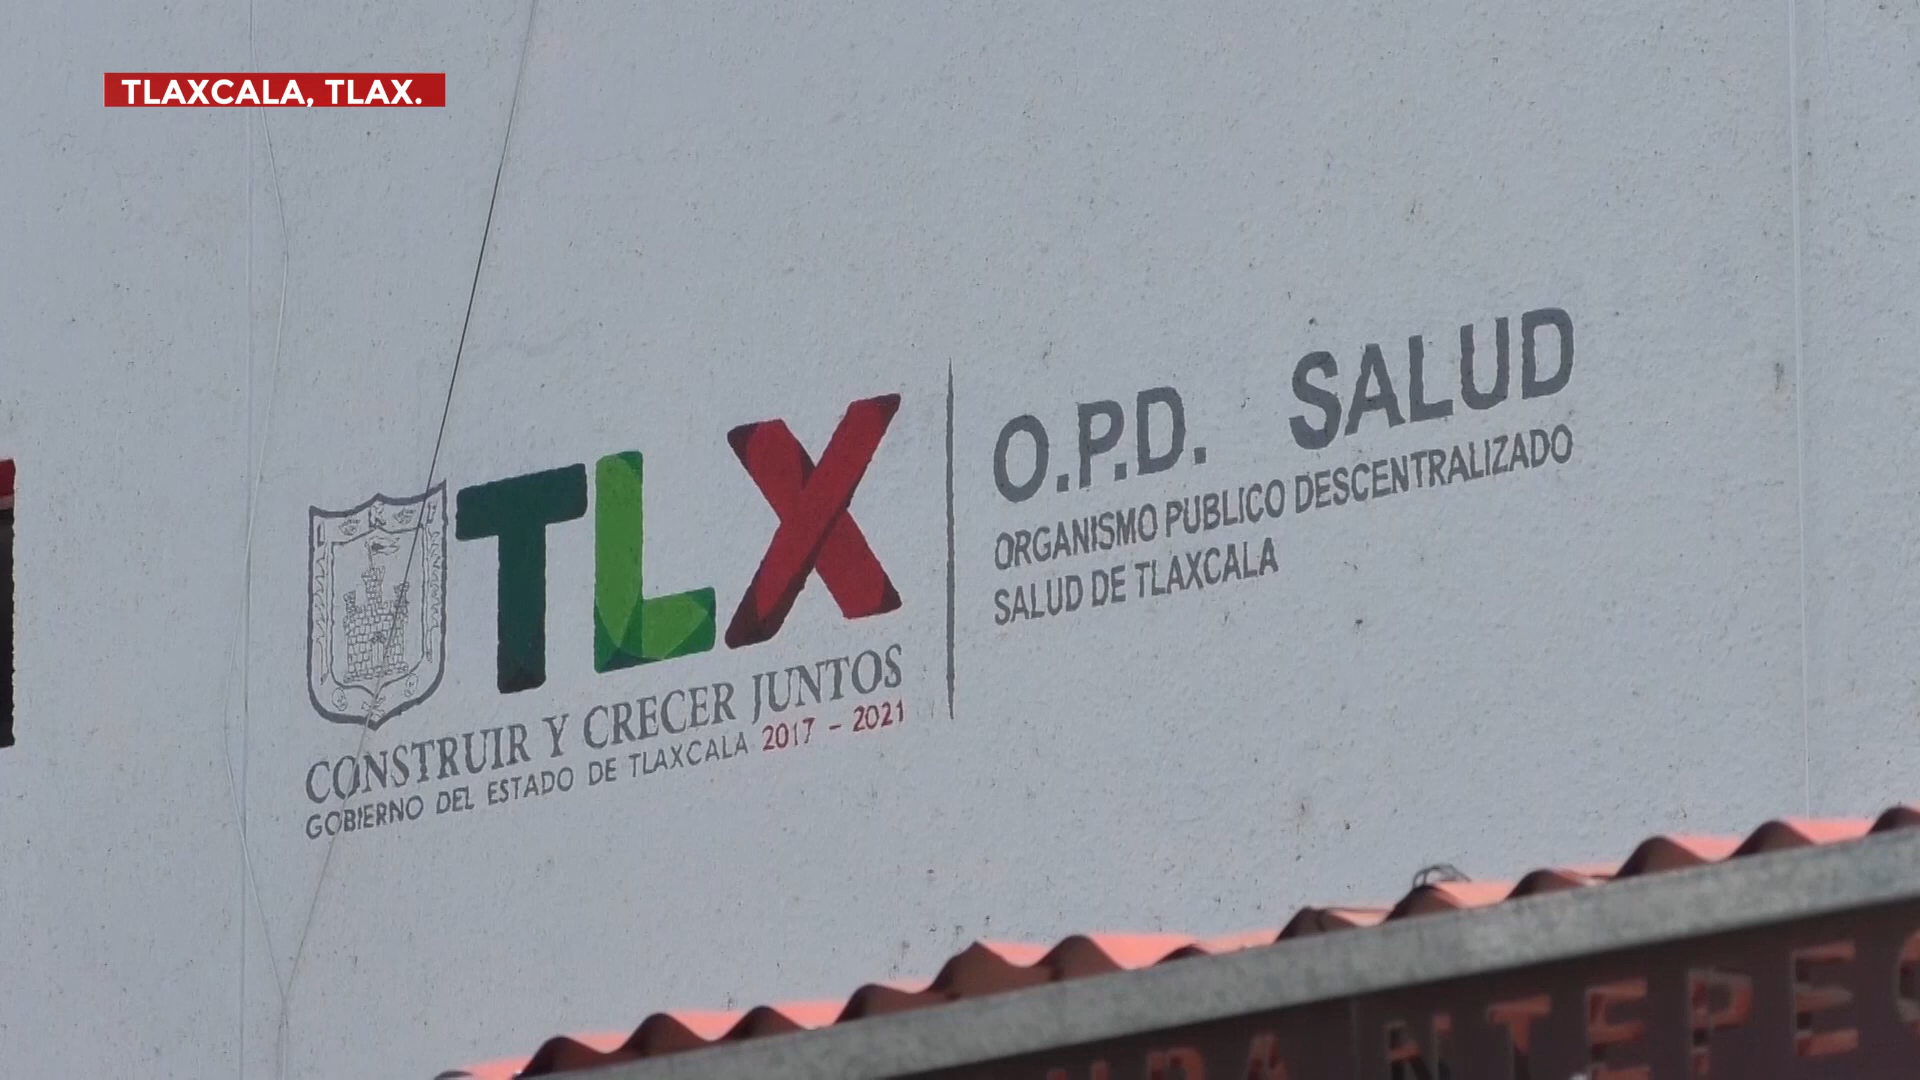 TLAXCALA, TLAX.
TLX
CONSTRUIR Y CRECER JUNTOS
GOBIERNO DEL ESTADO DE TLAXCALA 2017 - 2021
O.P.D. SALUD
ORGANISMO PUBLICO DESCENTRALIZADO
SALUD DE TLAXCALA